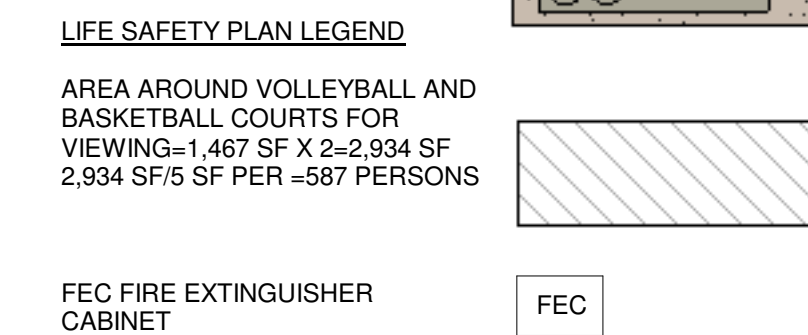 LIFE SAFETY PLAN LEGEND
AREA AROUND VOLLEYBALL AND
BASKETBALL COURTS FOR
VIEWING=1,467 SF X 2=2,934 SF
2,934 SF/5 SF PER =587 PERSONS
FEC FIRE EXTINGUISHER
CABINET
FEC